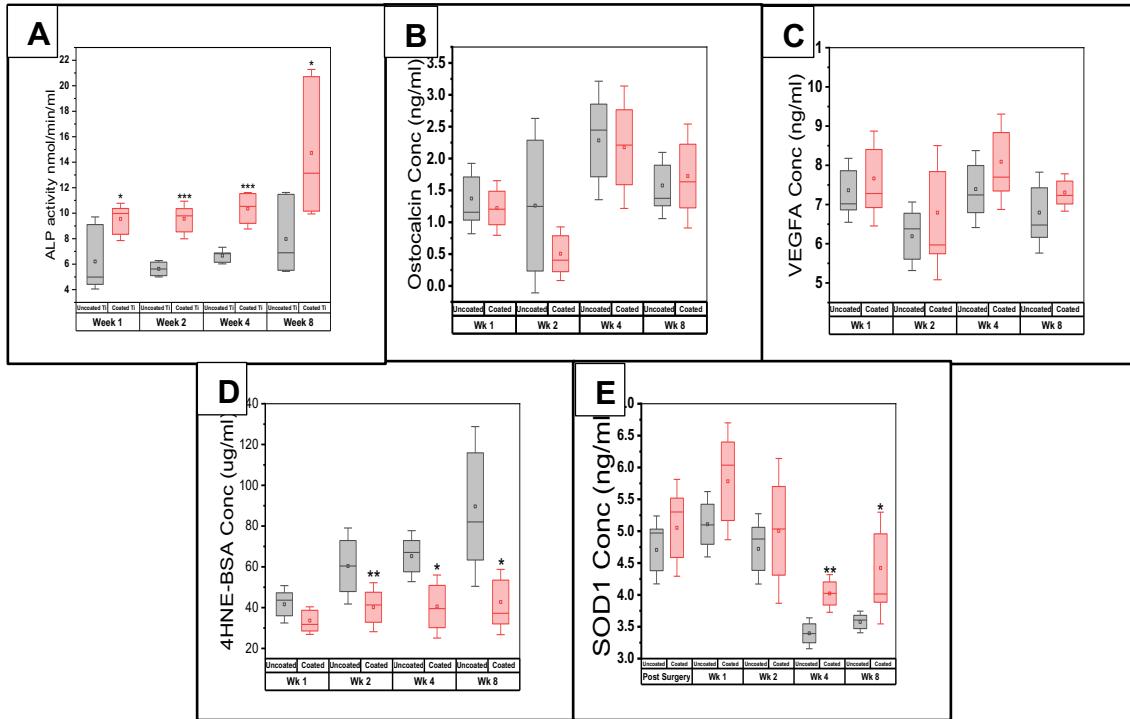 A
ALP activity nmol/min/ml
22
20
18
16
14
12
10
8
6
4
*
***
***
*
Uncoated Ti Coated Ti Uncoated Ti Coated Ti Uncoated Ti Coated Ti Uncoated Ti Coated Ti
Week 1 Week 2 Week 4 Week 8
B
Ostocalcin Conc (ng/ml)
3.5
3.0
2.5
2.0
1.5
1.0
0.5
0.0
Uncoated Coated Uncoated Coated Uncoated Coated Uncoated Coated
Wk 1 Wk 2 Wk 4 Wk 8
C
VEGFA Conc (ng/ml)
8
7
6
5
Uncoated Coated Uncoated Coated Uncoated Coated Uncoated Coated
Wk 1 Wk 2 Wk 4 Wk 8
D
4HNE-BSA Conc (ug/ml)
120
100
80
60
40
20
**
*
*
Uncoated Coated Uncoated Coated Uncoated Coated Uncoated Coated
Wk 1 Wk 2 Wk 4 Wk 8
E
SOD1 Conc (ng/ml)
6.5
6.0
5.5
5.0
4.5
4.0
3.5
3.0
**
*
Uncoated Coated Uncoated Coated Uncoated Coated Uncoated Coated Uncoated Coated
Post Surgery Wk 1 Wk 2 Wk 4 Wk 8